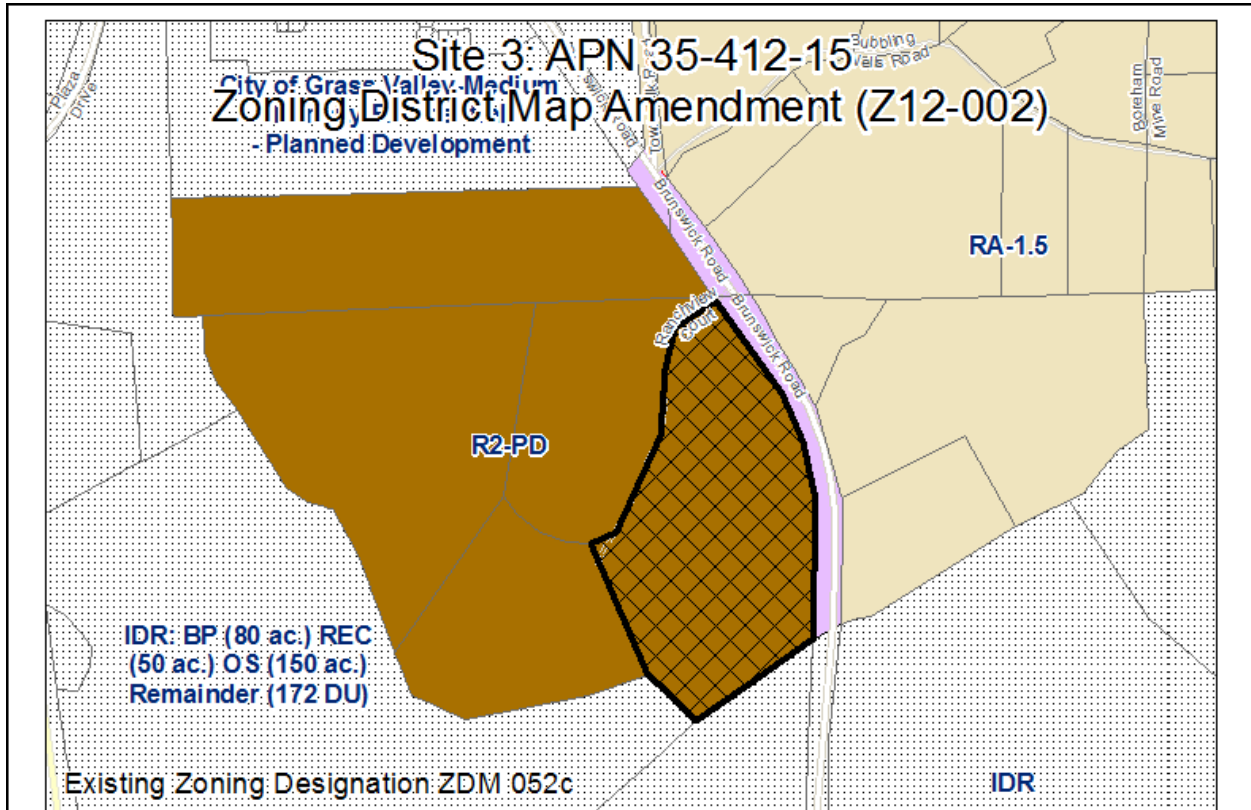 Site 3: APN 35-412-15
Zoning District Map Amendment (Z12-002)
City of Grass Valley-Medium
- Planned Development
Plaza
Drive
Bubbling
Wells Road
Boreham
Mine Road
RA-1.5
Brunswick Road
Ranchview
Court
Brunswick Road
R2-PD
IDR: BP (80 ac.) REC
(50 ac.) OS (150 ac.)
Remainder (172 DU)
Existing Zoning Designation ZDM 052c
IDR